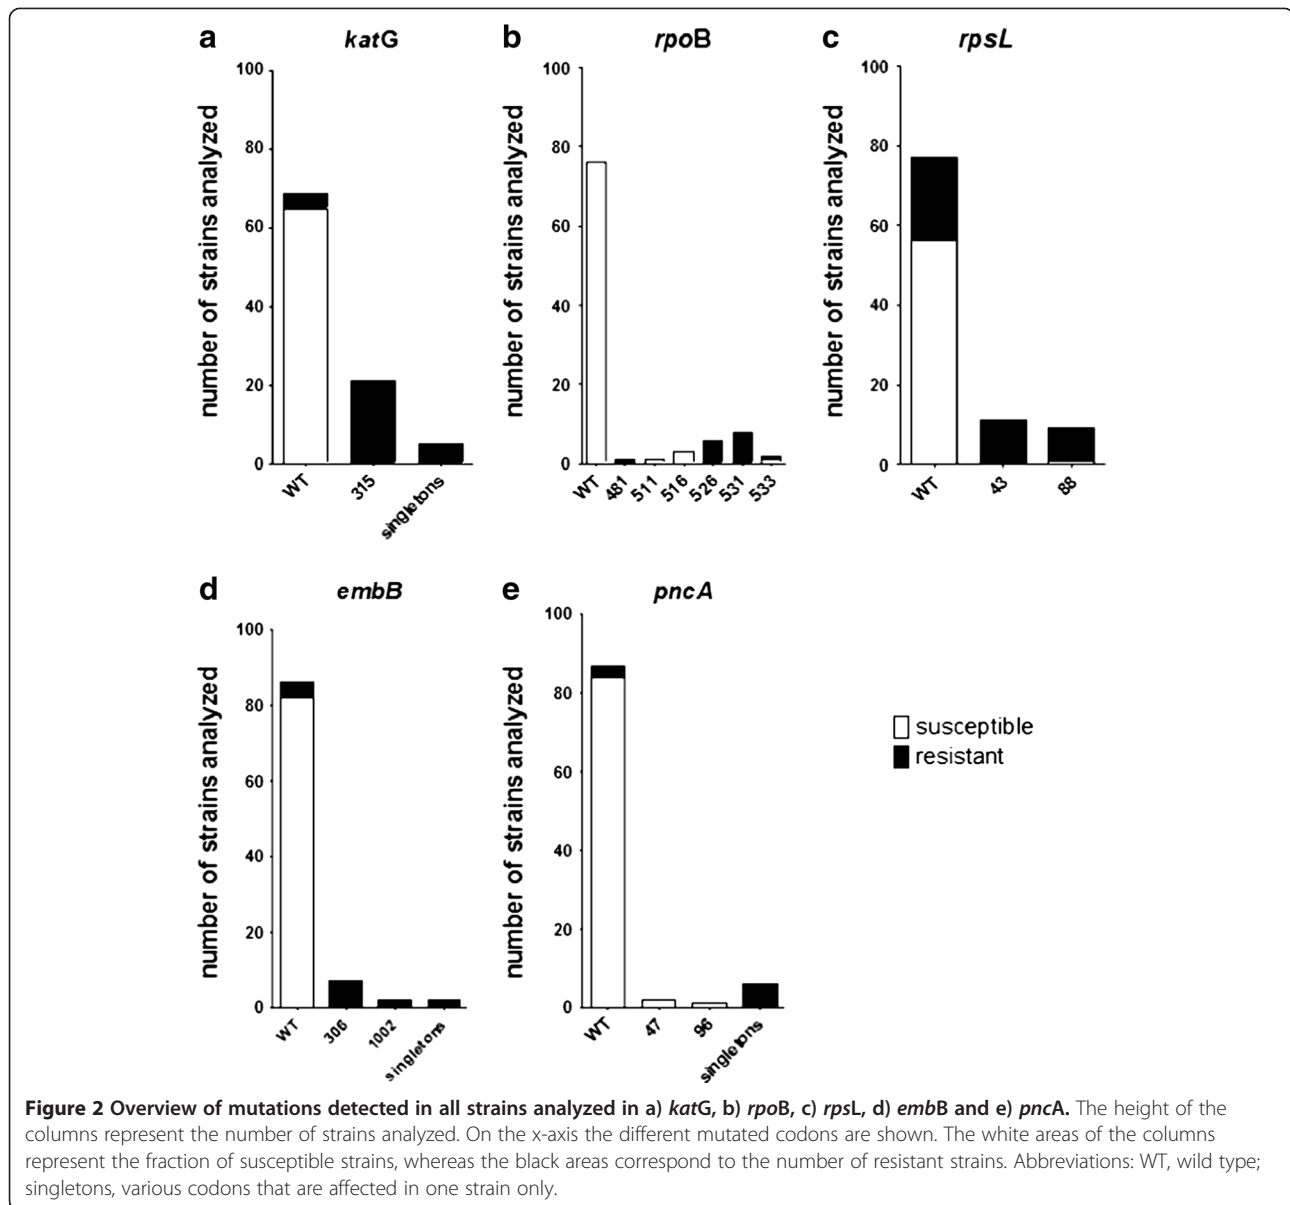 a katG
b rpoB
c rpsL
number of strains analyzed
100
80
60
40
20
0
WT
315
singletons
number of strains analyzed
100
80
60
40
20
0
WT
481
511
516
526
531
533
number of strains analyzed
100
80
60
40
20
0
WT
43
88
d embB
e pncA
number of strains analyzed
100
80
60
40
20
0
WT
306
1002
singletons
number of strains analyzed
100
80
60
40
20
0
WT
47
96
singletons
susceptible
resistant
Figure 2 Overview of mutations detected in all strains analyzed in a) katG, b) rpoB, c) rpsL, d) embB and e) pncA. The height of the
columns represent the number of strains analyzed. On the x-axis the different mutated codons are shown. The white areas of the columns
represent the fraction of susceptible strains, whereas the black areas correspond to the number of resistant strains. Abbreviations: WT, wild type;
singletons, various codons that are affected in one strain only.